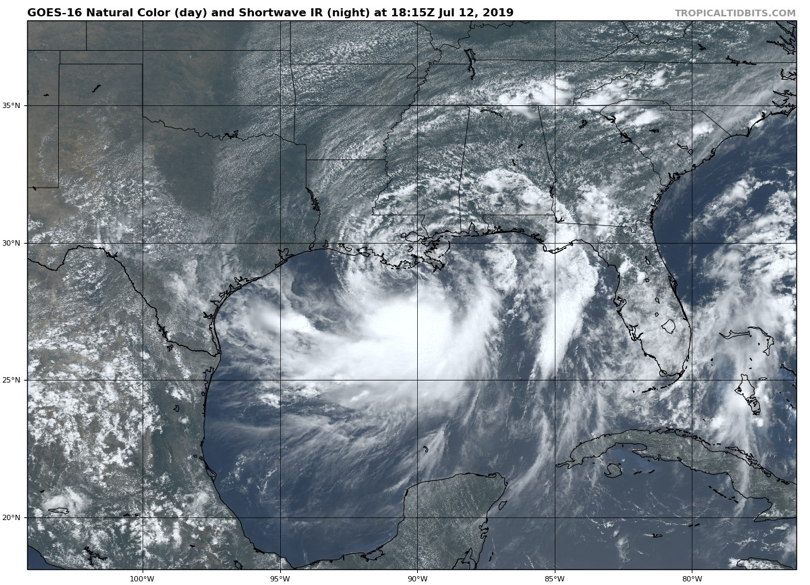 GOES-16 Natural Color (day) and Shortwave IR (night) at 18:15Z Jul 12, 2019
TROPICALTIDBITS.COM
35°N
30°N
25°N
20°N
100°W
95°W
90°W
85°W
80°W